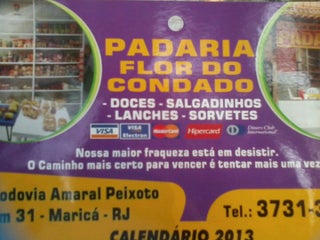 PADARIA
FLOR DO
CONDADO
- DOCES - SALGADINHOS
- LANCHES - SORVETES
VISA VISA Electron MasterCard Hipercard Diners Club International
Nossa maior fraqueza está em desistir.
O Caminho mais certo para vencer é tentar mais uma vez
odovia Amaral Peixoto
m 31 - Maricá - RJ
Tel.: 3731-3
CALENDÁRIO 2013